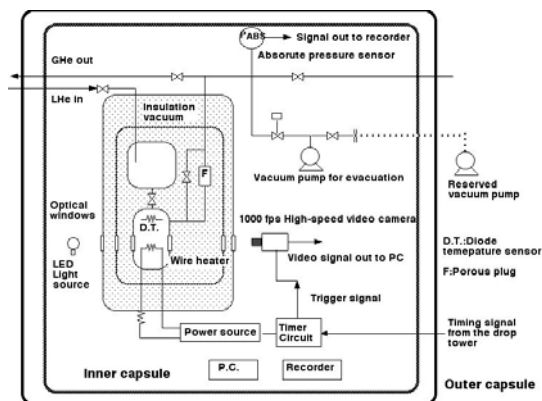 P ABS
Signal out to recorder
Absorute pressure sensor
GHe out
LHe in
Insulation
vacuum
F
Vacuum pump for evacuation
Reserved
vacuum pump
Optical
windows
D.T.
1000 fps High-speed video camera
D.T.:Diode
temepature sensor
LED
Light
source
Wire heater
Video signal out to PC
F:Porous plug
Trigger signal
Power source
Timer
Circuit
Timing signal
from the drop
tower
Inner capsule
P.C.
Recorder
Outer capsule